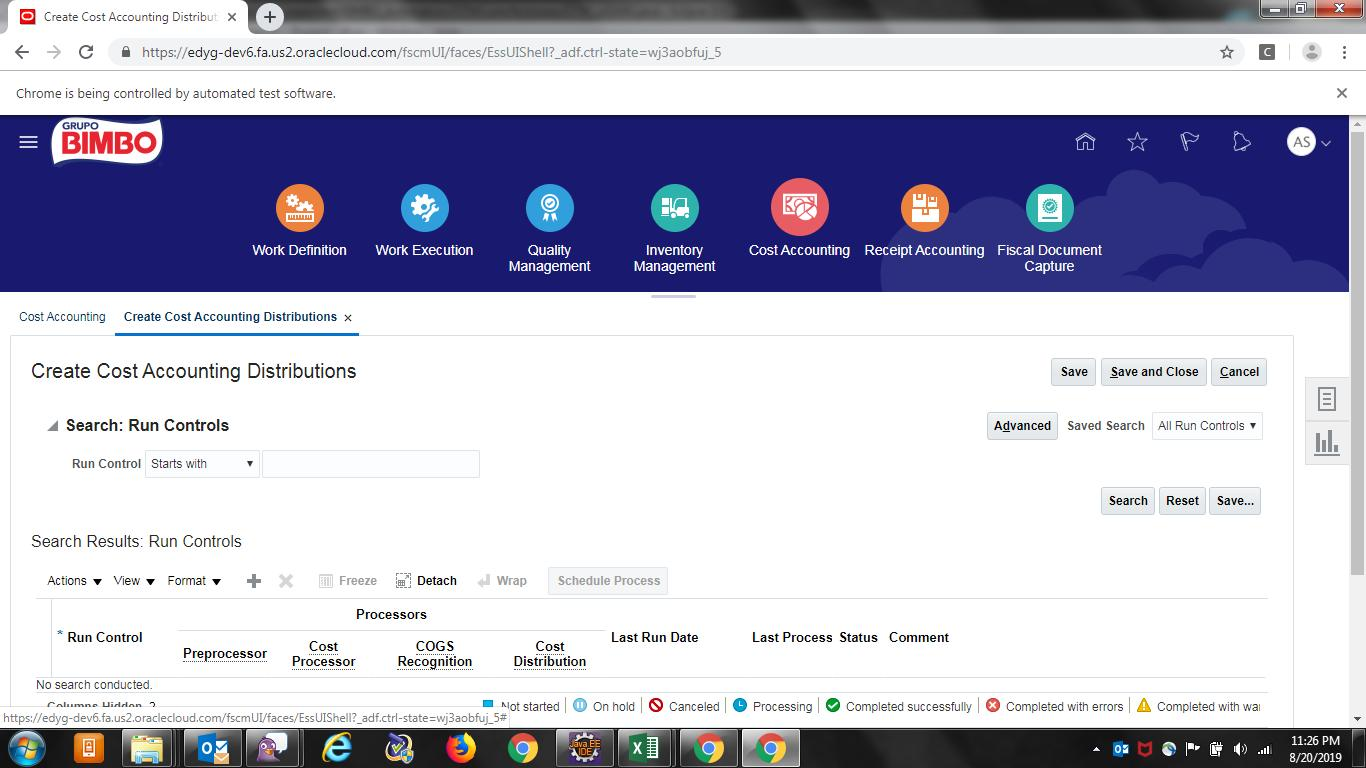 Create Cost Accounting Distribut
https://edyg-dev6.fa.us2.oraclecloud.com/fscmUI/faces/EssUIShell?_adf.ctrl-state=wj3aobfuj_5
C
Chrome is being controlled by automated test software.
GRUPO
BIMBO
AS
Work Definition
Work Execution
Quality
Management
Inventory
Management
Cost Accounting
Receipt Accounting
Fiscal Document
Capture
Cost Accounting
Create Cost Accounting Distributions
Create Cost Accounting Distributions
Save
Save and Close
Cancel
Search: Run Controls
Advanced
Saved Search
All Run Controls
Run Control
Starts with
Search
Reset
Save...
Search Results: Run Controls
Actions
View
Format
Freeze
Detach
Wrap
Schedule Process
Processors
* Run Control
Preprocessor
Cost
Processor
COGS
Recognition
Cost
Distribution
Last Run Date
Last Process
Status
Comment
No search conducted.
Columns Hidden 2
Not started
On hold
Canceled
Processing
Completed successfully
Completed with errors
Completed with wa
https://edyg-dev6.fa.us2.oraclecloud.com/fscmUI/faces/EssUIShell?_adf.ctrl-state=wj3aobfuj_5#
Java EE
IDE
11:26 PM
8/20/2019